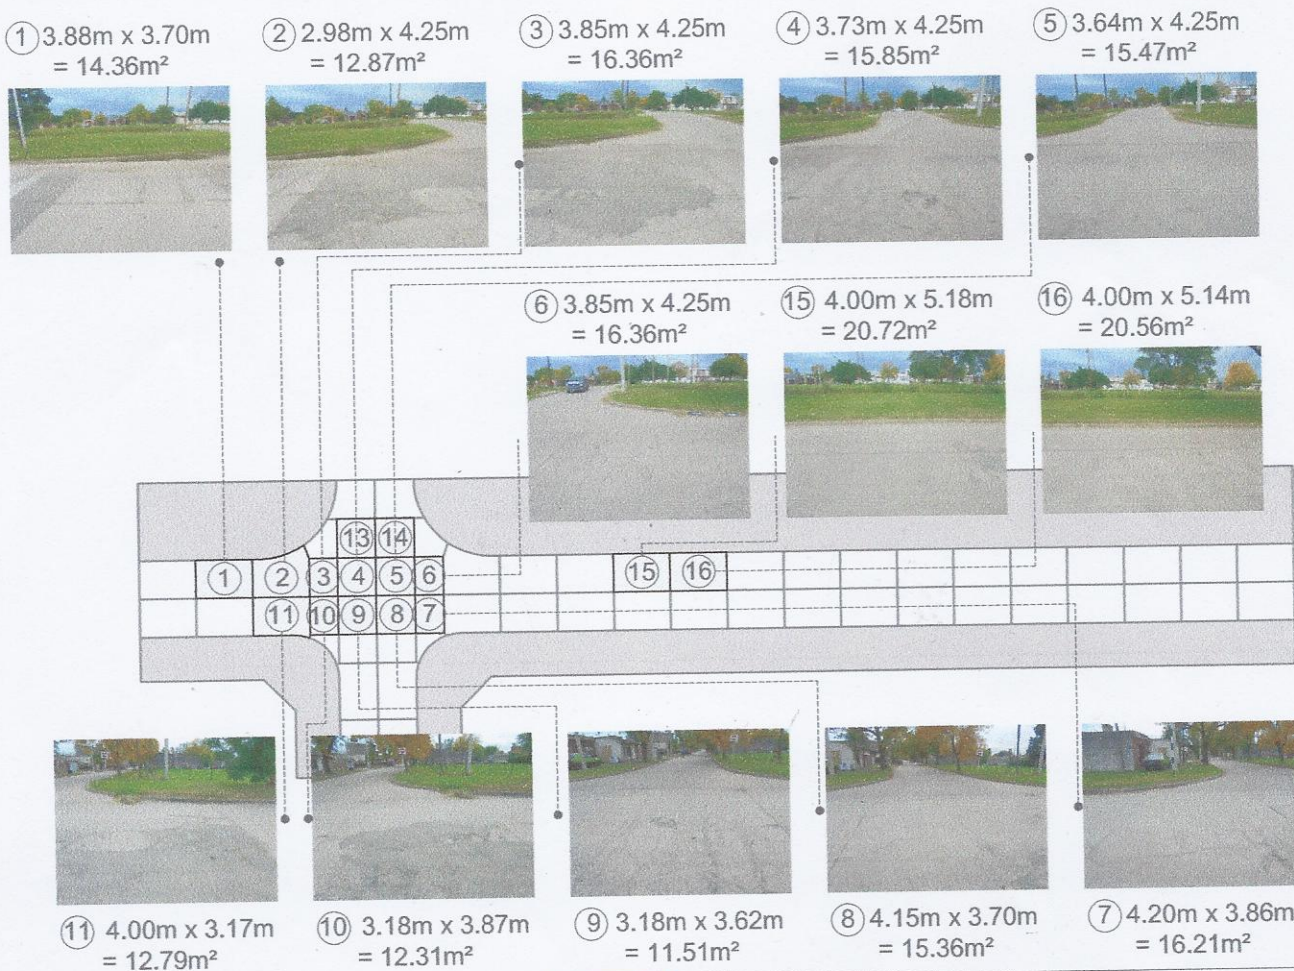 ① 3.88m x 3.70m
= 14.36m²
② 2.98m x 4.25m
= 12.87m²
③ 3.85m x 4.25m
= 16.36m²
④ 3.73m x 4.25m
= 15.85m²
⑤ 3.64m x 4.25m
= 15.47m²
⑥ 3.85m x 4.25m
= 16.36m²
⑮ 4.00m x 5.18m
= 20.72m²
⑯ 4.00m x 5.14m
= 20.56m²
⑬ ⑭
① ② ③ ④ ⑤ ⑥ ⑮ ⑯
⑪ ⑩ ⑨ ⑧ ⑦
⑪ 4.00m x 3.17m
= 12.79m²
⑩ 3.18m x 3.87m
= 12.31m²
⑨ 3.18m x 3.62m
= 11.51m²
⑧ 4.15m x 3.70m
= 15.36m²
⑦ 4.20m x 3.86m
= 16.21m²